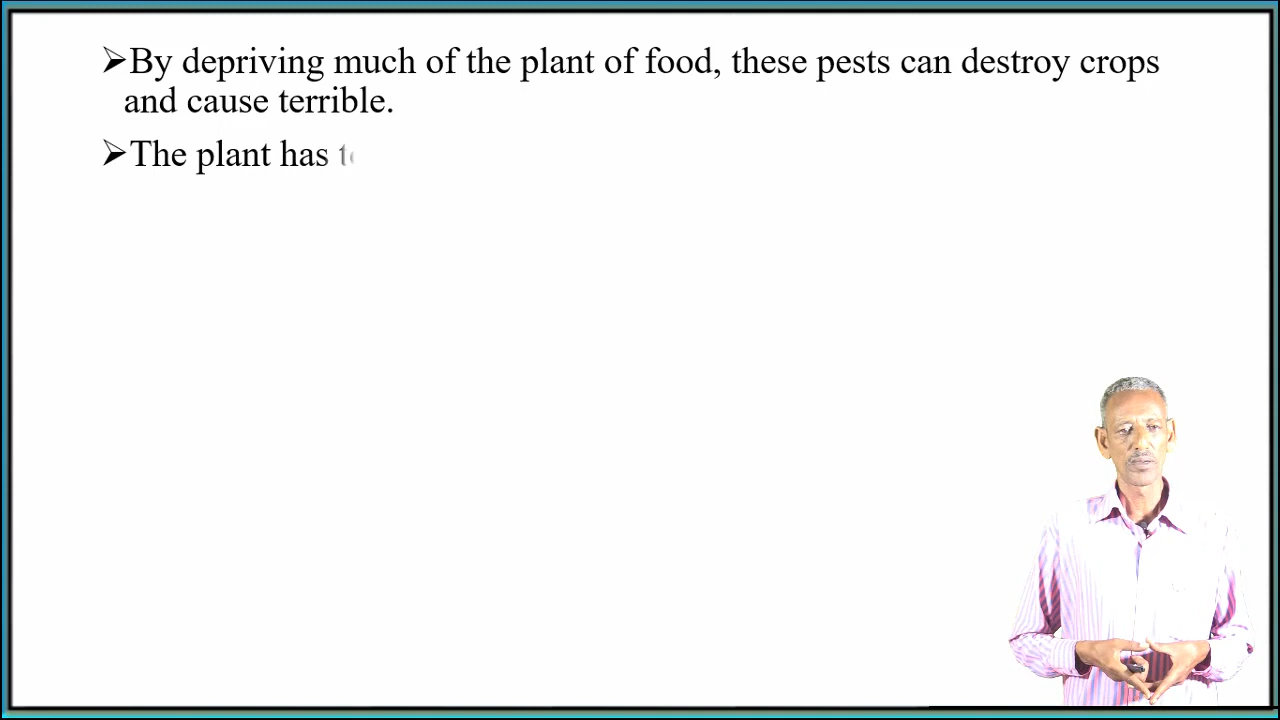 ➢By depriving much of the plant of food, these pests can destroy crops
and cause terrible.
➢The plant has